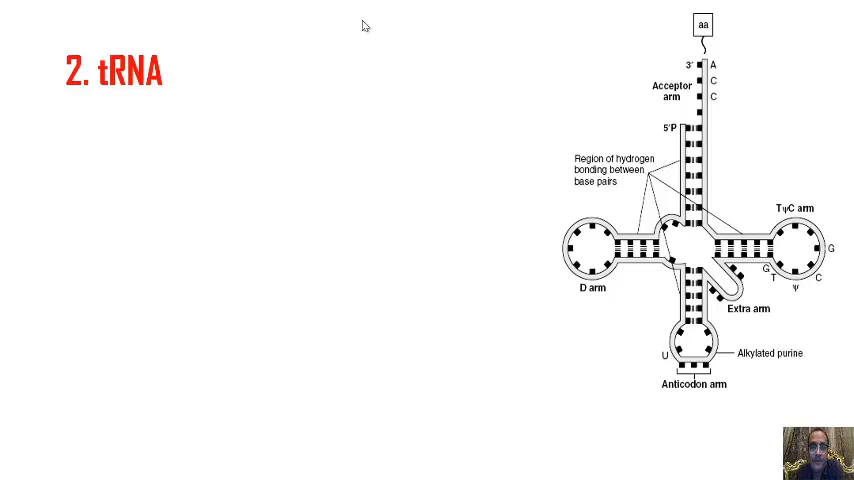 aa
2. tRNA
3′
A
C
C
Acceptor
arm
5′P
Region of hydrogen
bonding between
base pairs
TψC arm
G
G
T
ψ
C
D arm
Extra arm
U
Alkylated purine
Anticodon arm